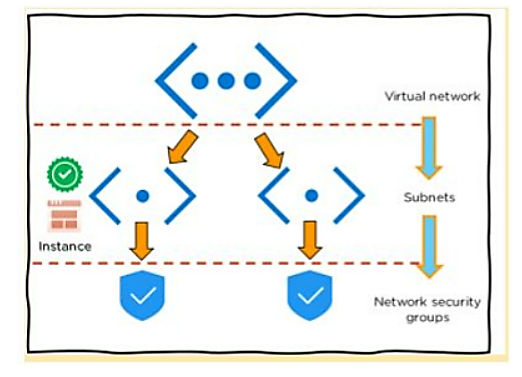 Virtual network
Subnets
Instance
Network security
groups